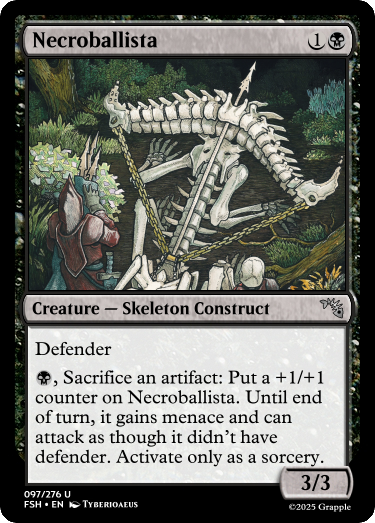 Necroballista 1
Creature — Skeleton Construct
Defender
, Sacrifice an artifact: Put a +1/+1
counter on Necroballista. Until end
of turn, it gains menace and can
attack as though it didn't have
defender. Activate only as a sorcery.
3/3
097/276 U
FSH • EN Tyberioaeus
©2025 Grapple